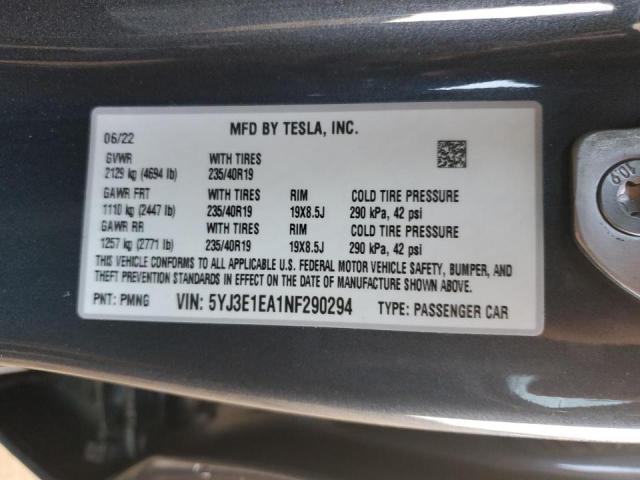 MFD BY TESLA, INC.
06/22
GVWR WITH TIRES
2129 kg (4694 lb) 235/40R19
GAWR FRT WITH TIRES RIM COLD TIRE PRESSURE
1110 kg (2447 lb) 235/40R19 19X8.5J 290 kPa, 42 psi
GAWR RR WITH TIRES RIM COLD TIRE PRESSURE
1257 kg (2771 lb) 235/40R19 19X8.5J 290 kPa, 42 psi
THIS VEHICLE CONFORMS TO ALL APPLICABLE U.S. FEDERAL MOTOR VEHICLE SAFETY, BUMPER, AND
THEFT PREVENTION STANDARDS IN EFFECT ON THE DATE OF MANUFACTURE SHOWN ABOVE.
PNT: PMNG VIN: 5YJ3E1EA1NF290294 TYPE: PASSENGER CAR
10.9